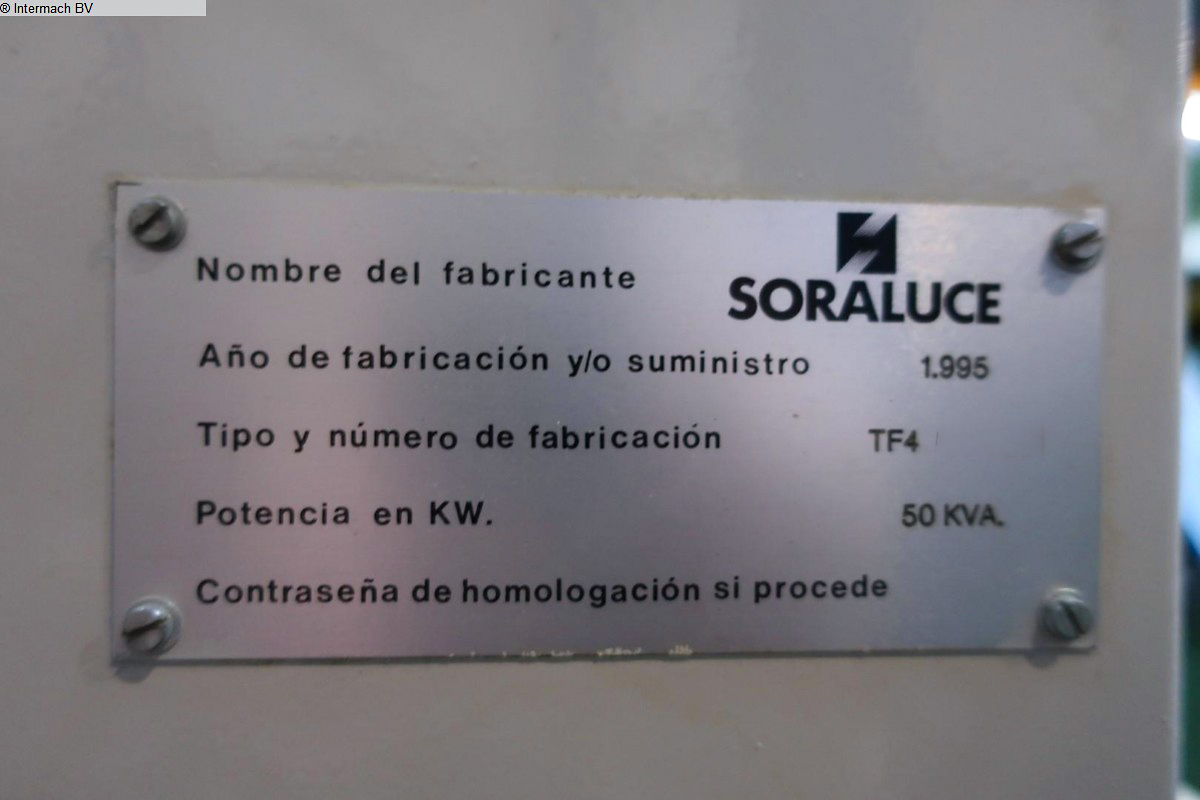 ® Intermach BV
Nombre del fabricante SORALUCE
Año de fabricación y/o suministro 1.995
Tipo y número de fabricación TF4
Potencia en KW. 50 KVA.
Contraseña de homologación si procede